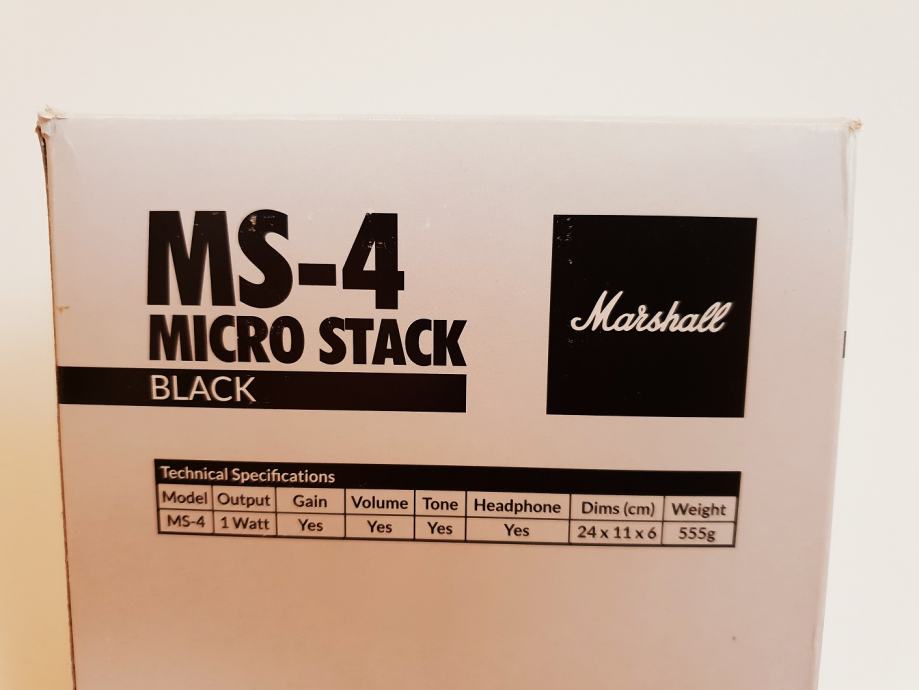 MS-4
MICRO STACK
BLACK
Marshall
Technical Specifications
Model Output Gain Volume Tone Headphone Dims (cm) Weight
MS-4 1 Watt Yes Yes Yes Yes 24 x 11 x 6 555g